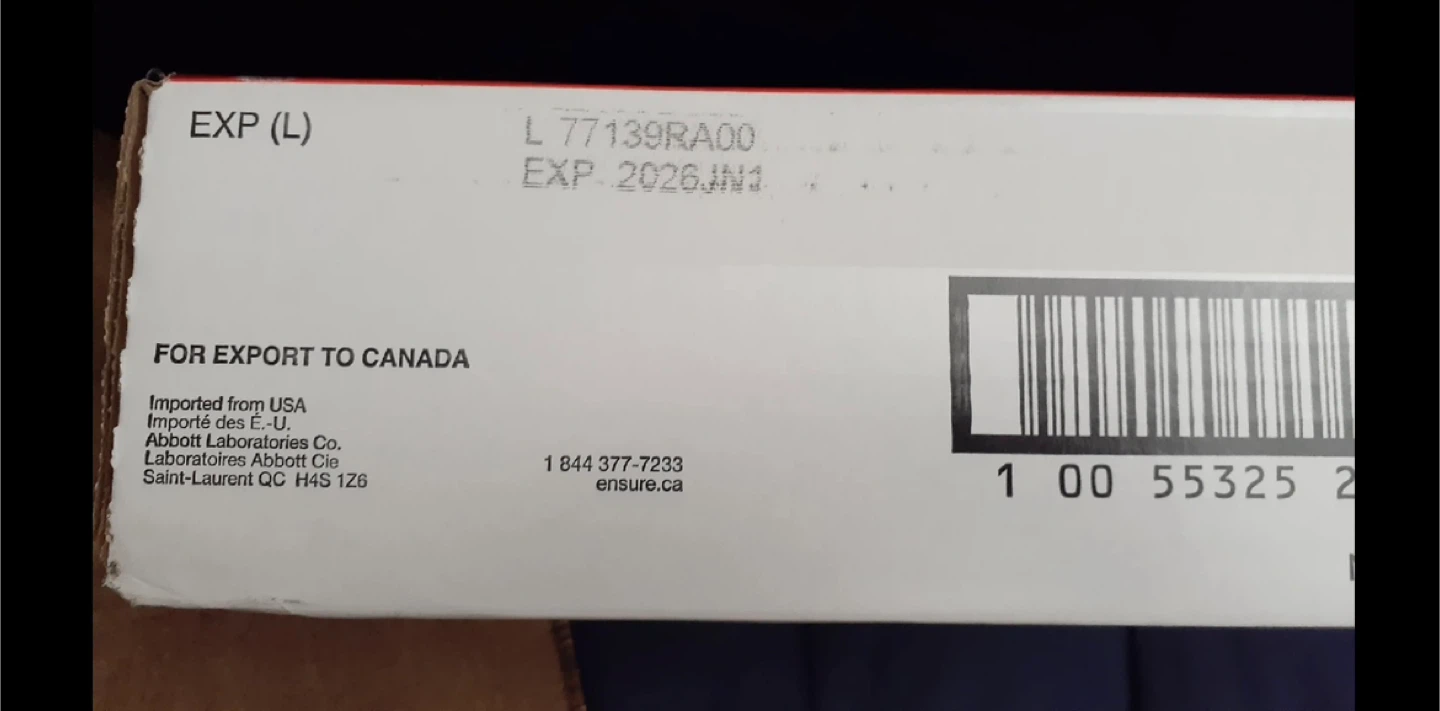 EXP (L)
L 77139RA00
EXP 2026JN1
FOR EXPORT TO CANADA
Imported from USA
Importé des É.-U.
Abbott Laboratories Co.
Laboratoires Abbott Cie
Saint-Laurent QC H4S 1Z6
1 844 377-7233
ensure.ca
1 00 55325 2